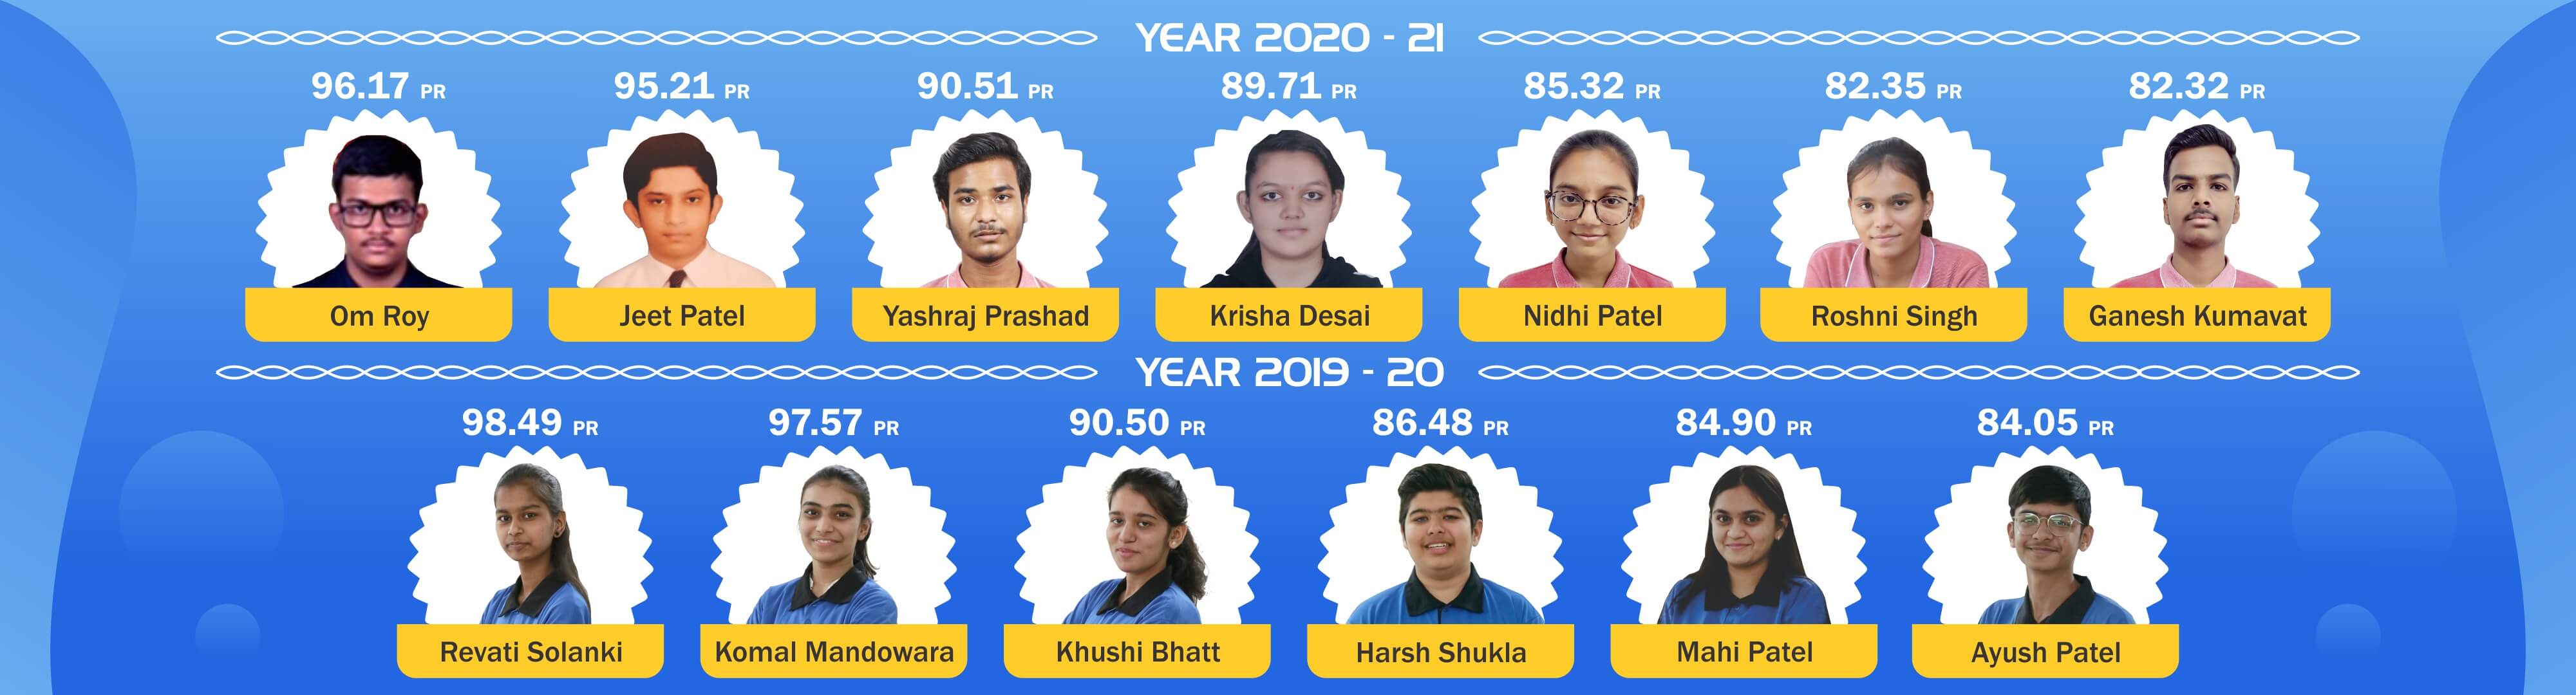 YEAR 2020 - 21
96.17 PR 95.21 PR 90.51 PR 89.71 PR 85.32 PR 82.35 PR 82.32 PR
Om Roy Jeet Patel Yashraj Prashad Krisha Desai Nidhi Patel Roshni Singh Ganesh Kumavat
YEAR 2019 - 20
98.49 PR 97.57 PR 90.50 PR 86.48 PR 84.90 PR 84.05 PR
Revati Solanki Komal Mandowara Khushi Bhatt Harsh Shukla Mahi Patel Ayush Patel